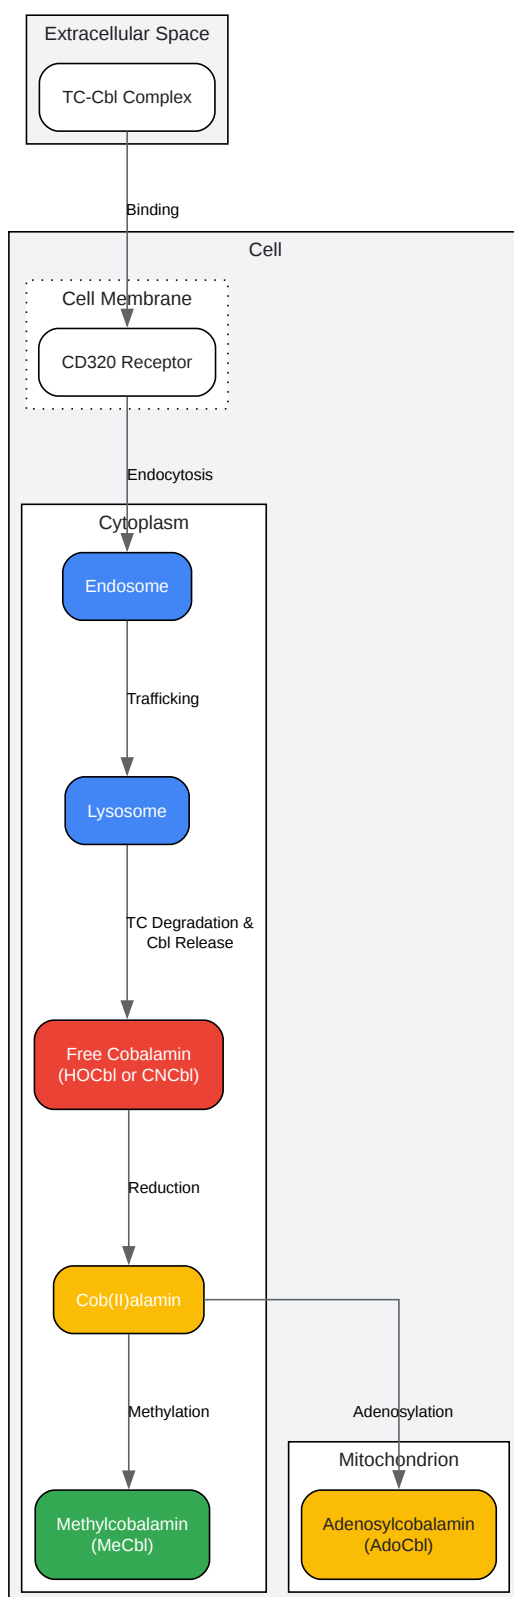 Extracellular Space
TC-Cbl Complex
Binding
Cell
Cell Membrane
CD320 Receptor
Endocytosis
Cytoplasm
Endosome
Trafficking
Lysosome
TC Degradation &
Cbl Release
Free Cobalamin
(HOCbl or CNCbl)
Reduction
Cob(II)alamin
Methylation
Adenosylation
Mitochondrion
Methylcobalamin
(MeCbl)
Adenosylcobalamin
(AdoCbl)